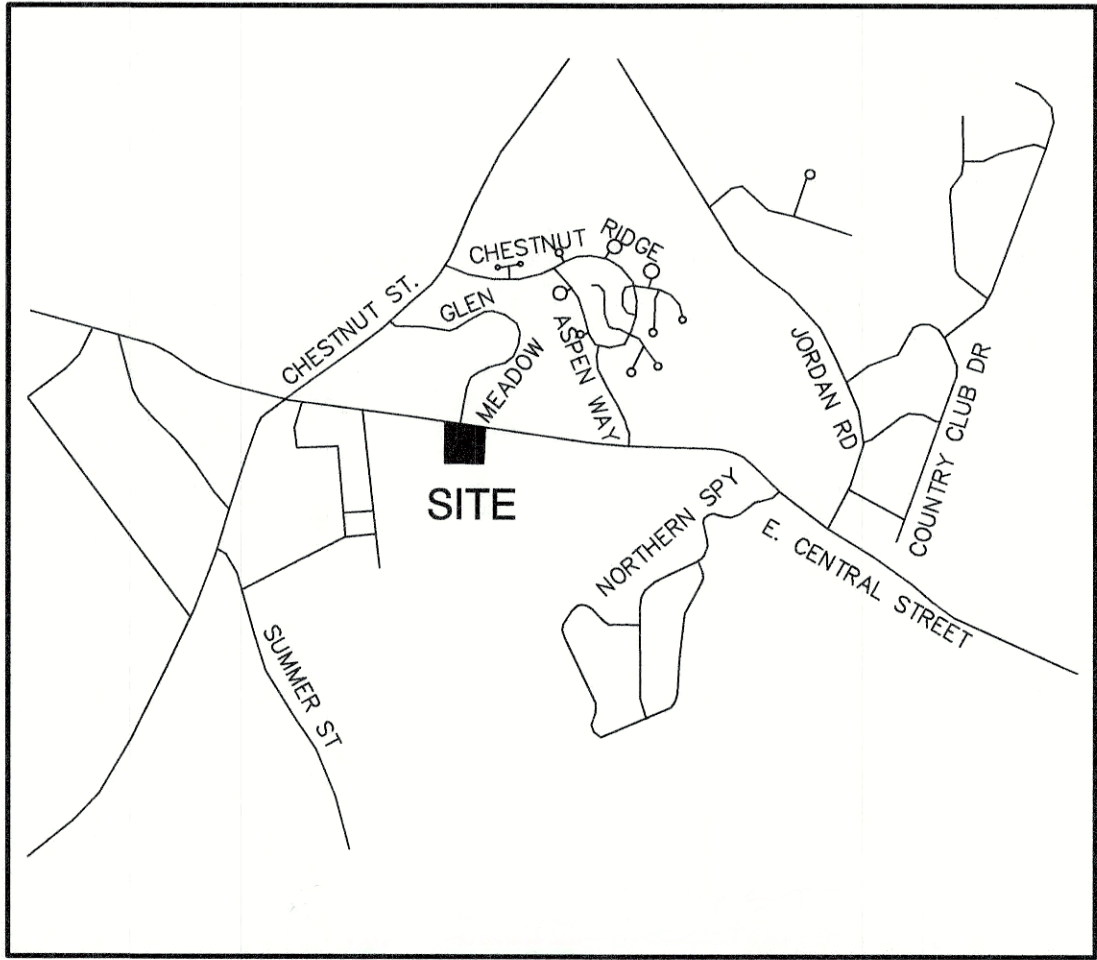 CHESTNUT RIDGE
CHESTNUT ST.
GLEN MEADOW
ASPEN WAY
JORDAN RD
COUNTRY CLUB DR
SITE
NORTHERN SPY
E. CENTRAL STREET
SUMMER ST